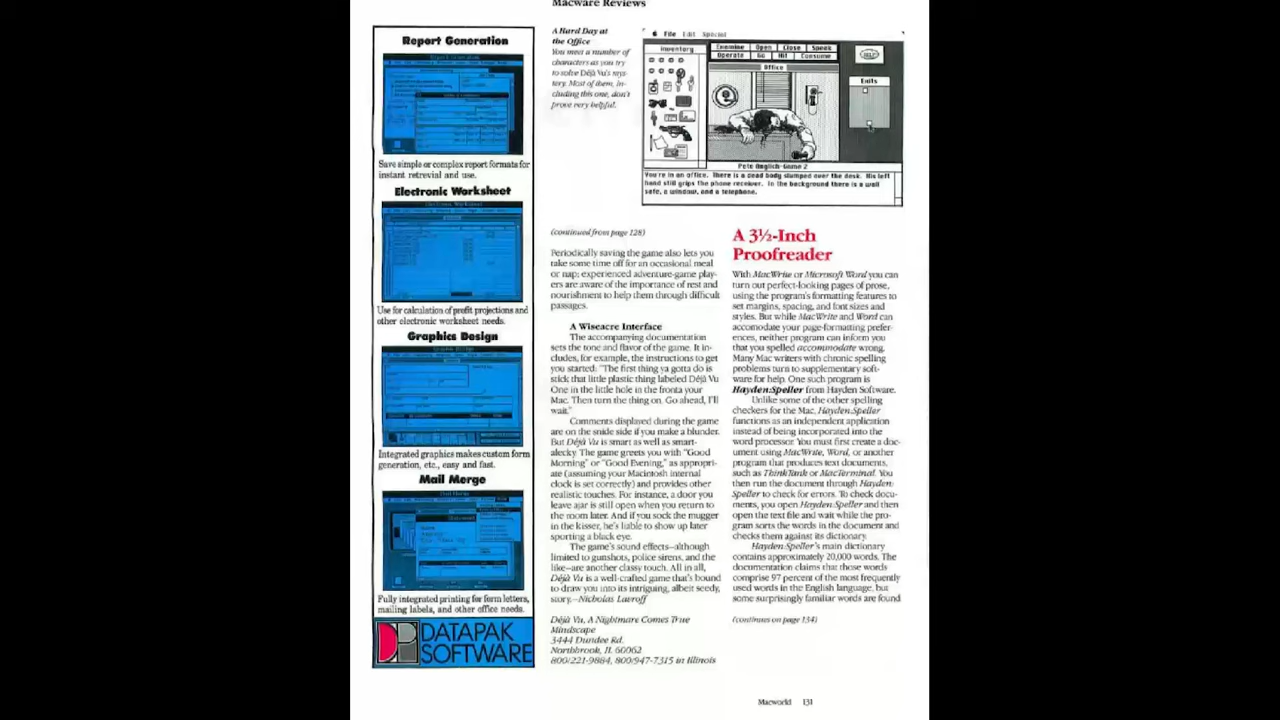 Macware Reviews
Report Generation
Save simple or complex report formats for
instant retrevial and use.
Electronic Worksheet
Use for calculation of profit projections and
other electronic worksheet needs.
Graphics Design
Integrated graphics makes custom form
generation, etc., easy and fast.
Mail Merge
Fully integrated printing for form letters,
mailing labels, and other office needs.
DATAPAK
SOFTWARE
A Hard Day at
the Office
You meet a number of
characters as you try
to solve Déjà Vu's mys-
tery. Most of them, in-
cluding this one, don't
prove very helpful.
File Edit Special
Inventory
Examine Open Close Speak
Operate Go Hit Consume
Office
Exits
Pete English-Game 2
You're in an office. There is a dead body slumped over the desk. His left
hand still grips the phone receiver. In the background there is a wall
safe, a window, and a telephone.
(continued from page 128)
Periodically saving the game also lets you
take some time off for an occasional meal
or nap; experienced adventure-game play-
ers are aware of the importance of rest and
nourishment to help them through difficult
passages.
A Wiseacre Interface
The accompanying documentation
sets the tone and flavor of the game. It in-
cludes, for example, the instructions to get
you started: "The first thing ya gotta do is
stick that little plastic thing labeled Déjà Vu
One in the little hole in the fronta your
Mac. Then turn the thing on. Go ahead, I'll
wait."
Comments displayed during the game
are on the snide side if you make a blunder.
But Déjà Vu is smart as well as smart-
alecky. The game greets you with "Good
Morning" or "Good Evening," as appropri-
ate (assuming your Macintosh internal
clock is set correctly) and provides other
realistic touches. For instance, a door you
leave ajar is still open when you return to
the room later. And if you sock the mugger
in the kisser, he's liable to show up later
sporting a black eye.
The game's sound effects—although
limited to gunshots, police sirens, and the
like—are another classy touch. All in all,
Déjà Vu is a well-crafted game that's bound
to draw you into its intriguing, albeit seedy,
story.—Nicholas Lavroff
Déjà Vu, A Nightmare Comes True
Mindscape
3444 Dundee Rd.
Northbrook, IL 60062
800/221-9884, 800/947-7315 in Illinois
A 3½-Inch
Proofreader
With MacWrite or Microsoft Word you can
turn out perfect-looking pages of prose,
using the program's formatting features to
set margins, spacing, and font sizes and
styles. But while MacWrite and Word can
accomodate your page-formatting prefer-
ences, neither program can inform you
that you spelled accommodate wrong.
Many Mac writers with chronic spelling
problems turn to supplementary soft-
ware for help. One such program is
Hayden:Speller from Hayden Software.
Unlike some of the other spelling
checkers for the Mac, Hayden:Speller
functions as an independent application
instead of being incorporated into the
word processor. You must first create a doc-
ument using MacWrite, Word, or another
program that produces text documents,
such as ThinkTank or MacTerminal. You
then run the document through Hayden:
Speller to check for errors. To check docu-
ments, you open Hayden:Speller and then
open the text file and wait while the pro-
gram sorts the words in the document and
checks them against its dictionary.
Hayden:Speller's main dictionary
contains approximately 20,000 words. The
documentation claims that those words
comprise 97 percent of the most frequently
used words in the English language, but
some surprisingly familiar words are found
(continues on page 134)
Macworld 131